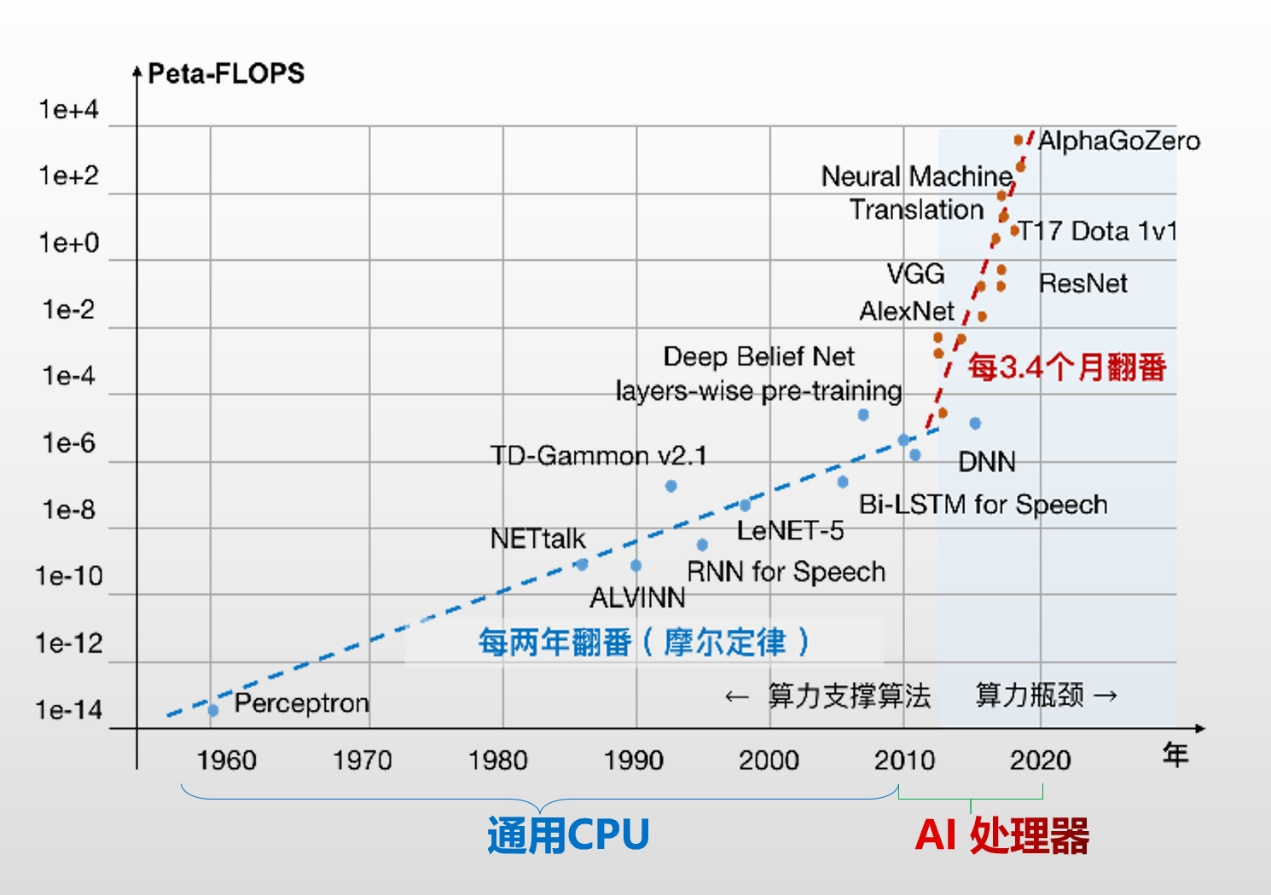 Peta-FLOPS
1e+4
AlphaGoZero
1e+2
Neural Machine
Translation
1e+0
T17 Dota 1v1
VGG
ResNet
1e-2
AlexNet
Deep Belief Net
每3.4个月翻番
1e-4
layers-wise pre-training
1e-6
TD-Gammon v2.1
DNN
1e-8
Bi-LSTM for Speech
NETtalk
LeNET-5
1e-10
RNN for Speech
ALVINN
1e-12
每两年翻番（摩尔定律）
← 算力支撑算法
算力瓶颈 →
1e-14
Perceptron
1960 1970 1980 1990 2000 2010 2020 年
通用CPU
AI 处理器